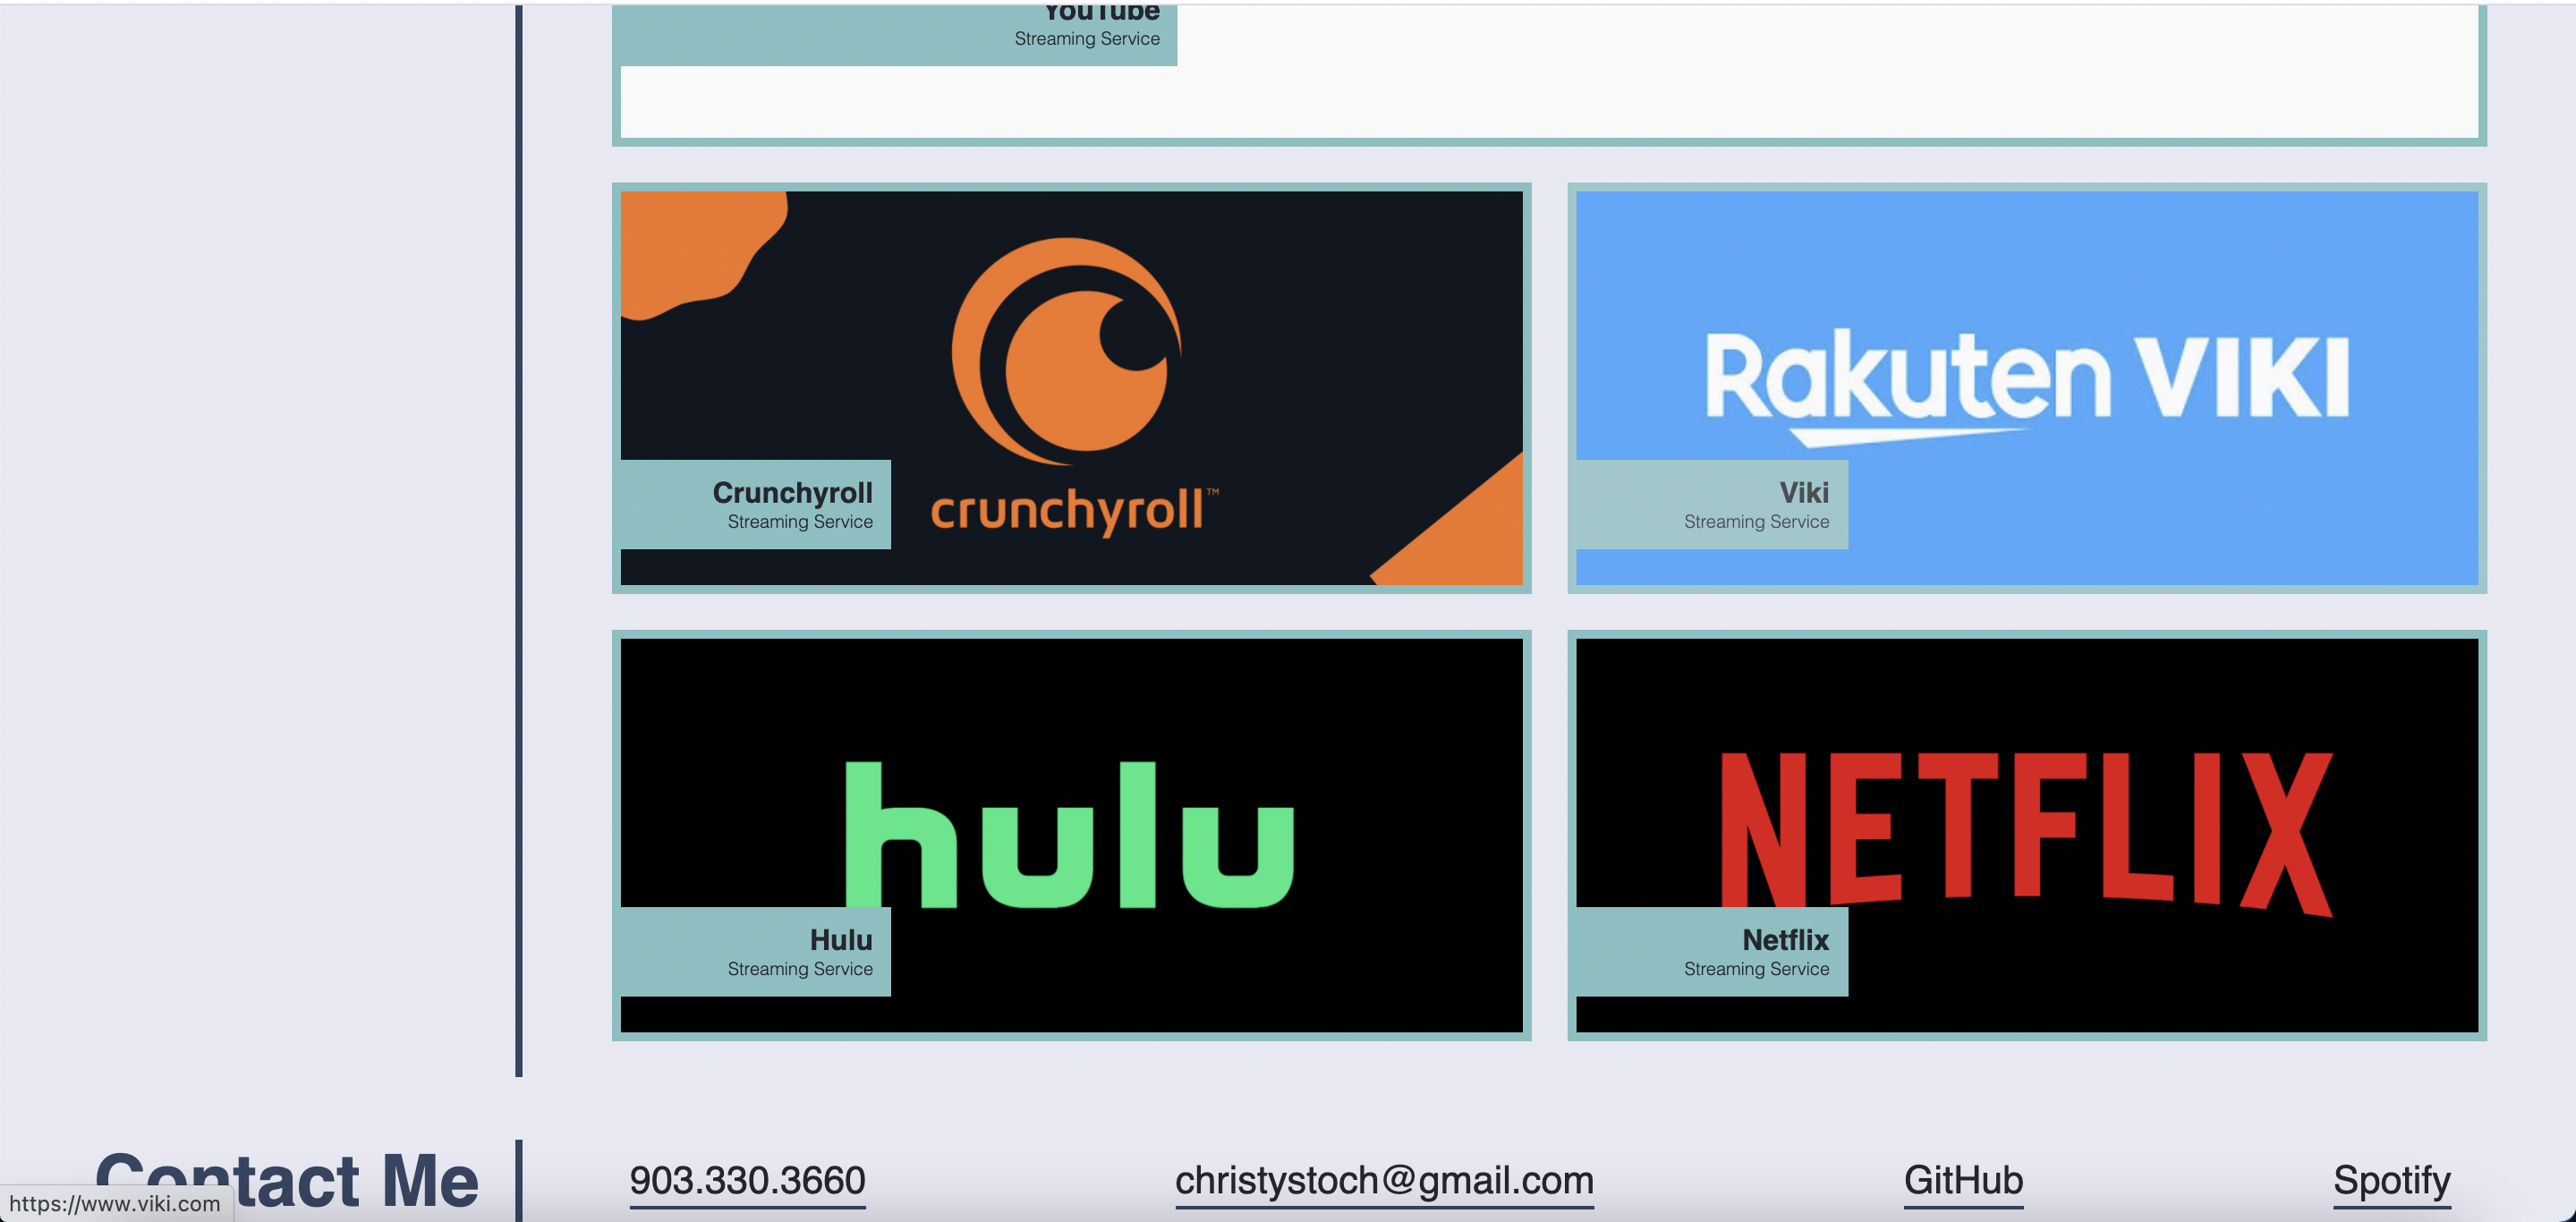 YouTube
Streaming Service
crunchyroll™
Crunchyroll
Streaming Service
Rakuten VIKI
Viki
Streaming Service
hulu
Hulu
Streaming Service
NETFLIX
Netflix
Streaming Service
Contact Me
903.330.3660
christystoch@gmail.com
GitHub
Spotify
https://www.viki.com